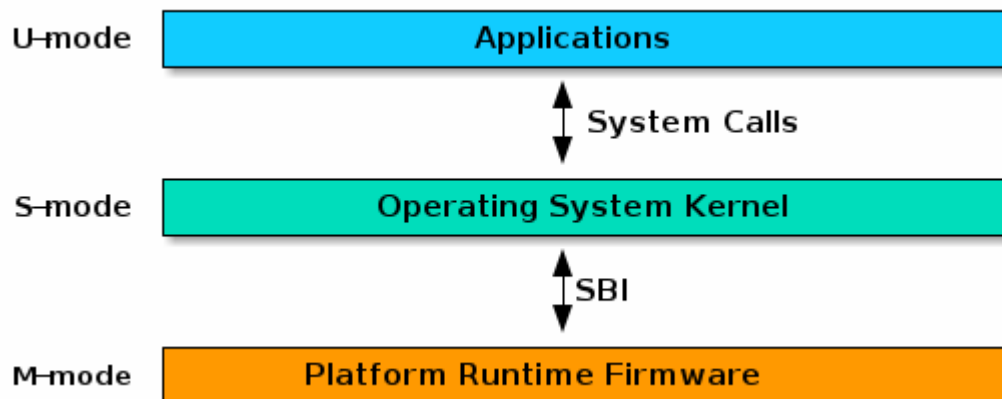 U-mode Applications
System Calls
S-mode Operating System Kernel
SBI
M-mode Platform Runtime Firmware